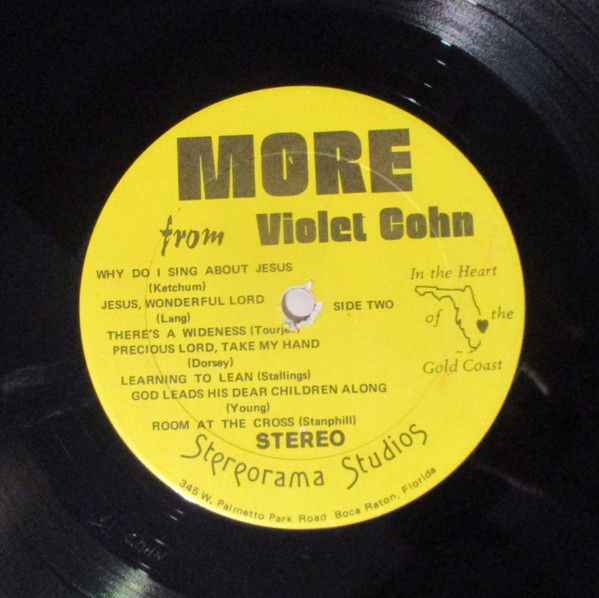 MORE
from Violet Cohn
WHY DO I SING ABOUT JESUS
(Ketchum)
JESUS, WONDERFUL LORD
(Lang)
SIDE TWO
THERE'S A WIDENESS
PRECIOUS LORD, TAKE MY HAND
(Dorsey)
LEARNING TO LEAN (Stallings)
GOD LEADS HIS DEAR CHILDREN ALONG
(Young)
ROOM AT THE CROSS (Stanphill)
In the Heart
of the
Gold Coast
STEREO
Stereorama Studios
345 W. Palmetto Park Road Boca Raton, Florida
COHN